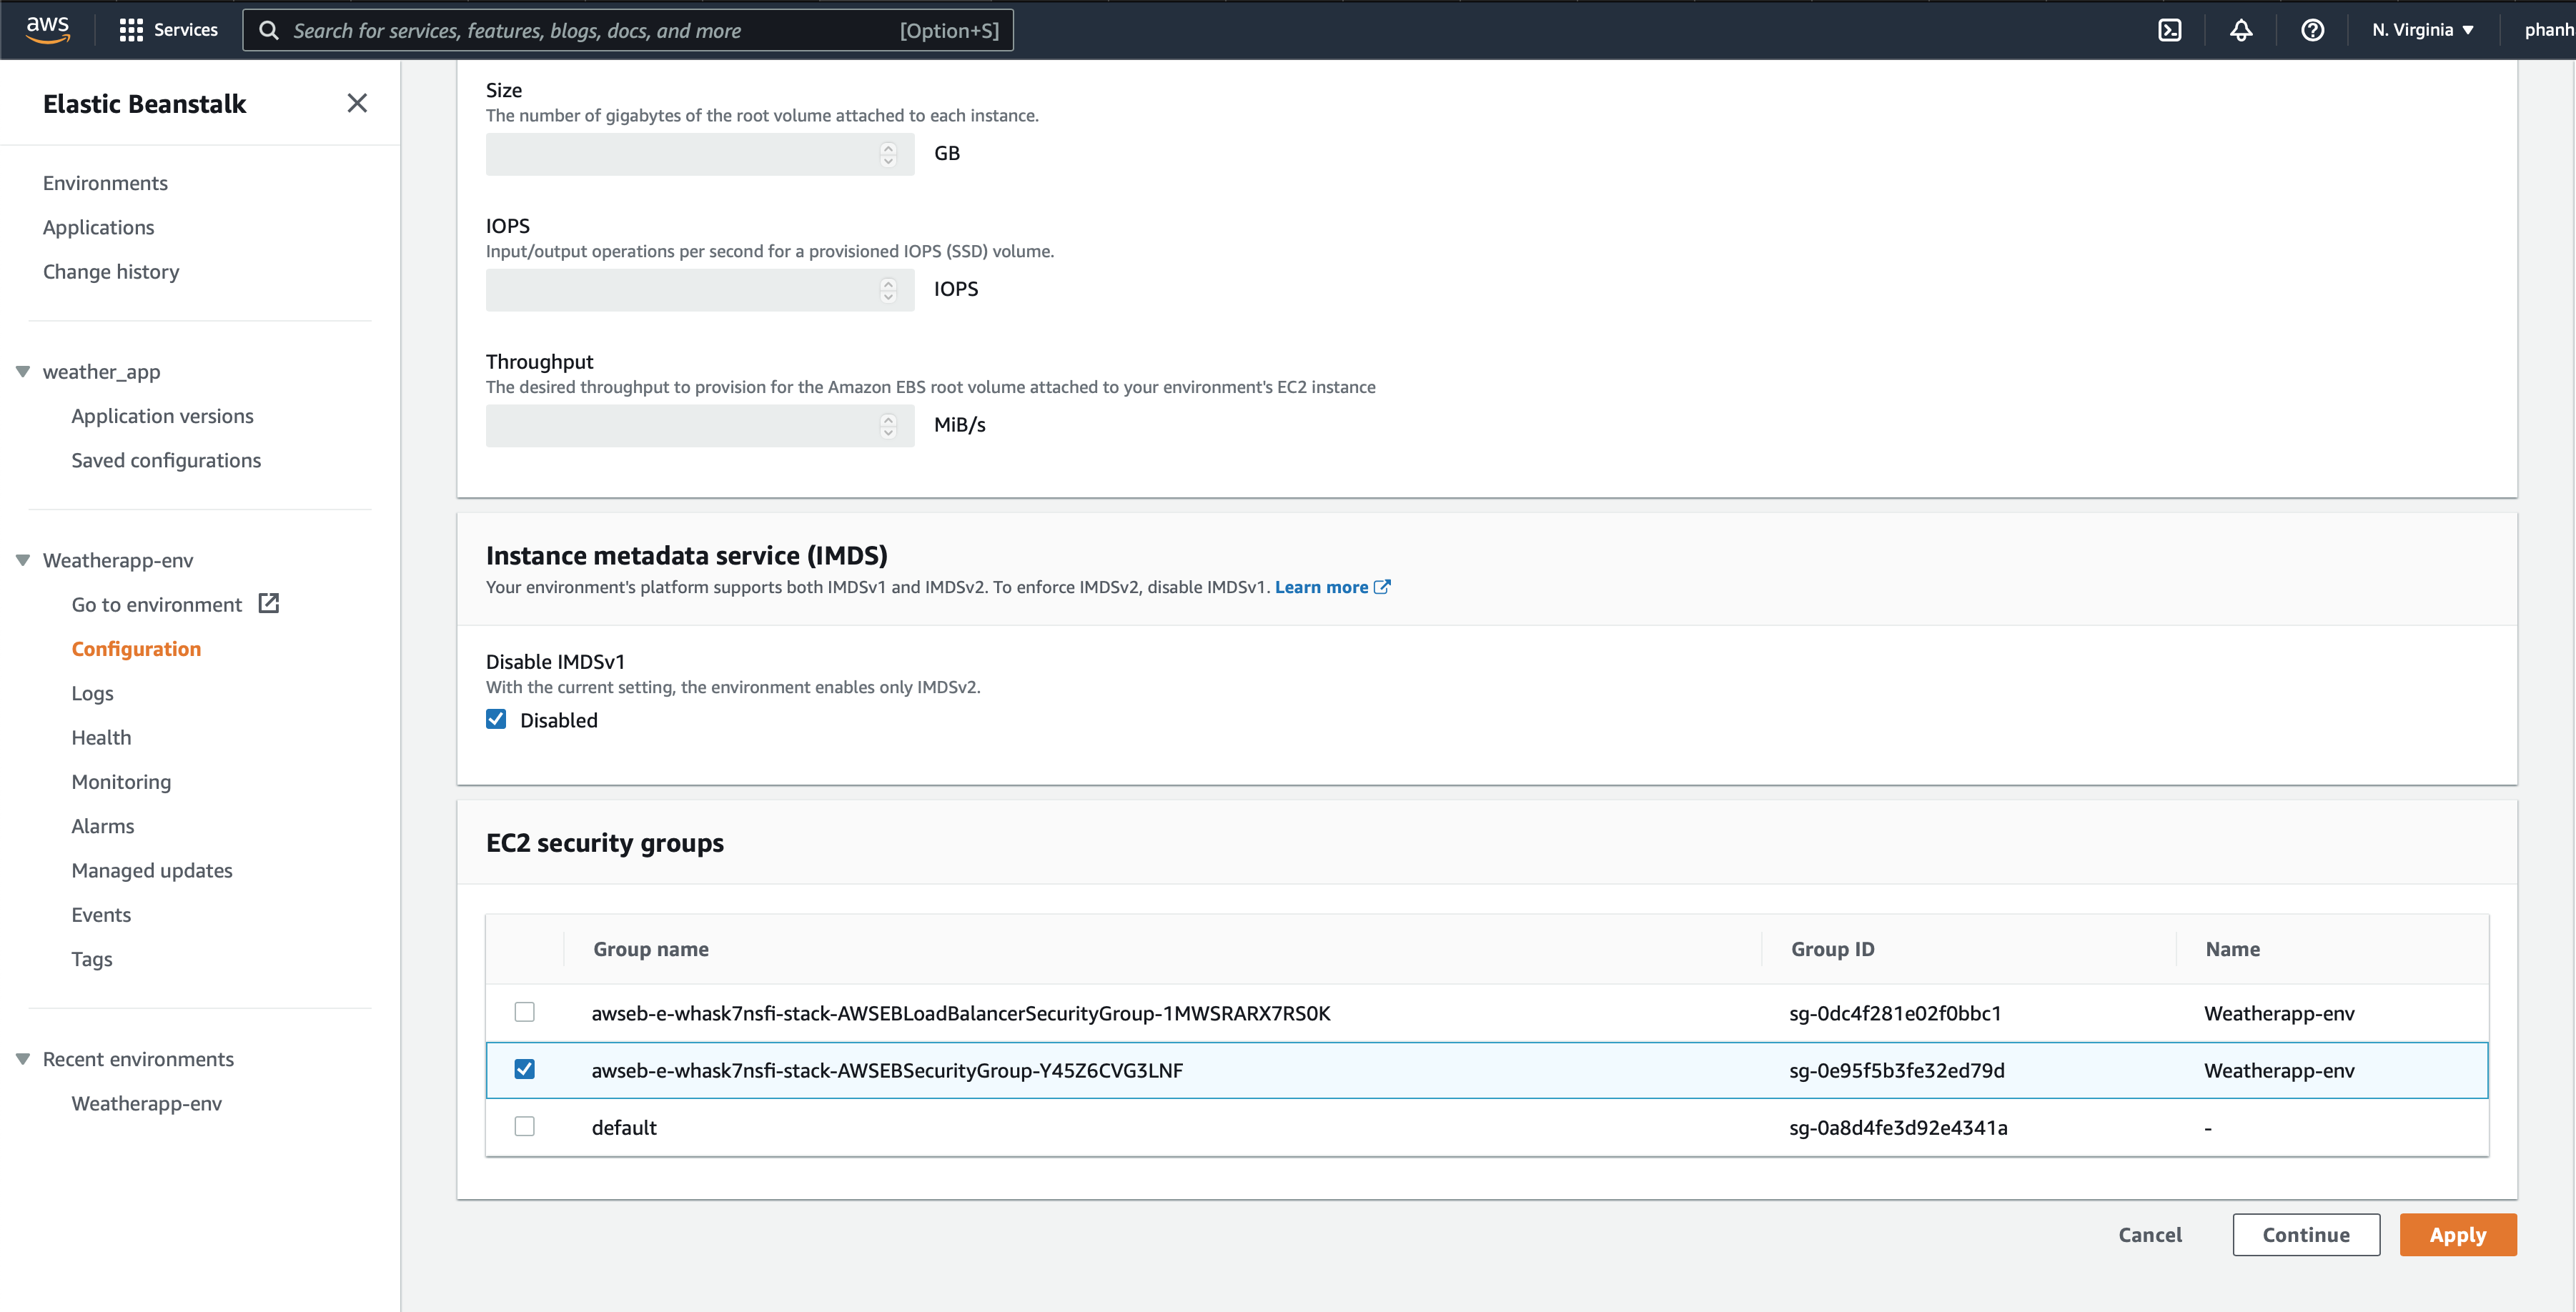 aws
Services
Search for services, features, blogs, docs, and more
[Option+S]
N. Virginia
phanh
Elastic Beanstalk
Environments
Applications
Change history
weather_app
Application versions
Saved configurations
Weatherapp-env
Go to environment
Configuration
Logs
Health
Monitoring
Alarms
Managed updates
Events
Tags
Recent environments
Weatherapp-env
Size
The number of gigabytes of the root volume attached to each instance.
GB
IOPS
Input/output operations per second for a provisioned IOPS (SSD) volume.
IOPS
Throughput
The desired throughput to provision for the Amazon EBS root volume attached to your environment's EC2 instance
MiB/s
Instance metadata service (IMDS)
Your environment's platform supports both IMDSv1 and IMDSv2. To enforce IMDSv2, disable IMDSv1. Learn more
Disable IMDSv1
With the current setting, the environment enables only IMDSv2.
Disabled
EC2 security groups
Group name Group ID Name
awseb-e-whask7nsfi-stack-AWSEBLoadBalancerSecurityGroup-1MWSRARX7RS0K sg-0dc4f281e02f0bbc1 Weatherapp-env
awseb-e-whask7nsfi-stack-AWSEBSecurityGroup-Y45Z6CVG3LNF sg-0e95f5b3fe32ed79d Weatherapp-env
default sg-0a8d4fe3d92e4341a -
Cancel Continue Apply